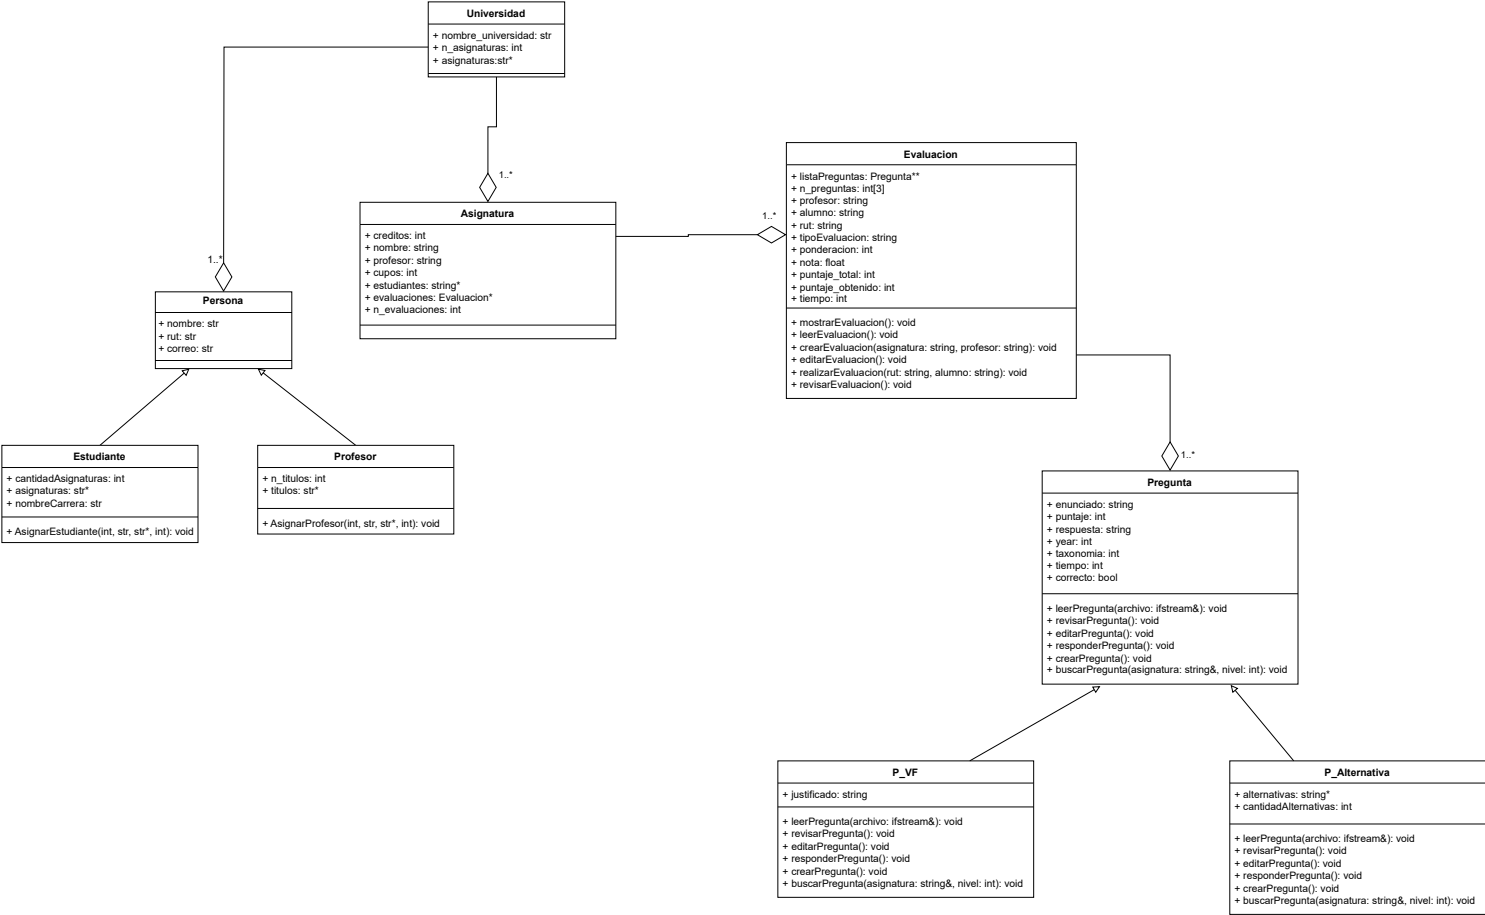 Universidad
+ nombre_universidad: str
+ n_asignaturas: int
+ asignaturas:str*
1..*
Asignatura
+ creditos: int
+ nombre: string
+ profesor: string
+ cupos: int
+ estudiantes: string*
+ evaluaciones: Evaluacion*
+ n_evaluaciones: int
1..*
Evaluacion
+ listaPreguntas: Pregunta**
+ n_preguntas: int[3]
+ profesor: string
+ alumno: string
+ rut: string
+ tipoEvaluacion: string
+ ponderacion: int
+ nota: float
+ puntaje_total: int
+ puntaje_obtenido: int
+ tiempo: int
+ mostrarEvaluacion(): void
+ leerEvaluacion(): void
+ crearEvaluacion(asignatura: string, profesor: string): void
+ editarEvaluacion(): void
+ realizarEvaluacion(rut: string, alumno: string): void
+ revisarEvaluacion(): void
1..*
Persona
+ nombre: str
+ rut: str
+ correo: str
Estudiante
+ cantidadAsignaturas: int
+ asignaturas: str*
+ nombreCarrera: str
+ AsignarEstudiante(int, str, str*, int): void
Profesor
+ n_titulos: int
+ titulos: str*
+ AsignarProfesor(int, str, str*, int): void
1..*
Pregunta
+ enunciado: string
+ puntaje: int
+ respuesta: string
+ year: int
+ taxonomia: int
+ tiempo: int
+ correcto: bool
+ leerPregunta(archivo: ifstream&): void
+ revisarPregunta(): void
+ editarPregunta(): void
+ responderPregunta(): void
+ crearPregunta(): void
+ buscarPregunta(asignatura: string&, nivel: int): void
P_VF
+ justificado: string
+ leerPregunta(archivo: ifstream&): void
+ revisarPregunta(): void
+ editarPregunta(): void
+ responderPregunta(): void
+ crearPregunta(): void
+ buscarPregunta(asignatura: string&, nivel: int): void
P_Alternativa
+ alternativas: string*
+ cantidadAlternativas: int
+ leerPregunta(archivo: ifstream&): void
+ revisarPregunta(): void
+ editarPregunta(): void
+ responderPregunta(): void
+ crearPregunta(): void
+ buscarPregunta(asignatura: string&, nivel: int): void